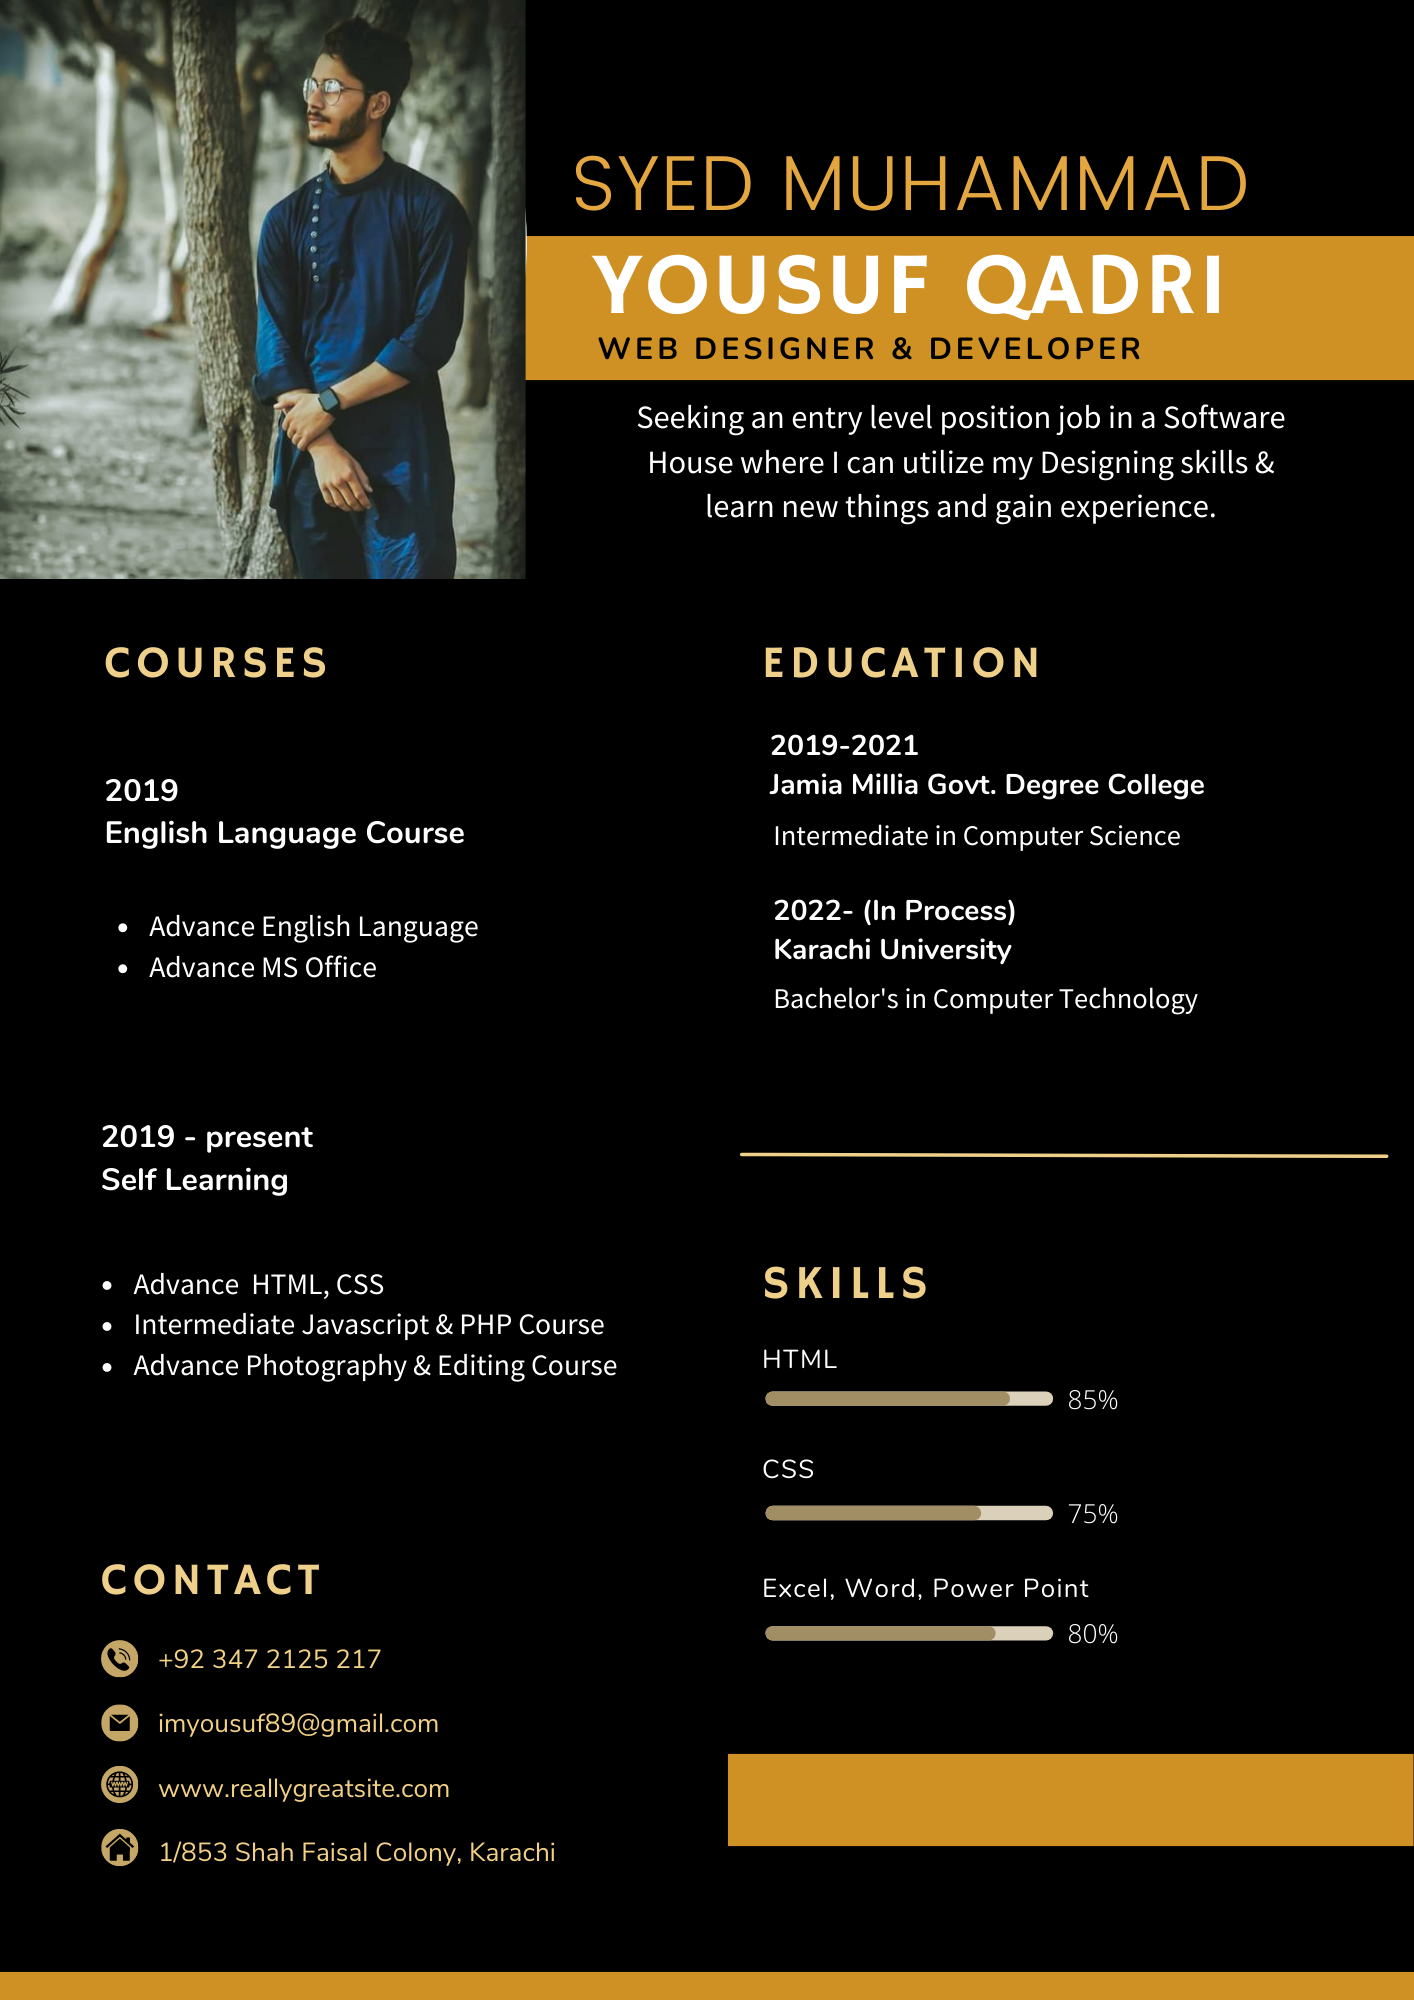 SYED MUHAMMAD
YOUSUF QADRI
WEB DESIGNER & DEVELOPER
Seeking an entry level position job in a Software
House where I can utilize my Designing skills &
learn new things and gain experience.
COURSES
2019
English Language Course
• Advance English Language
• Advance MS Office
2019 - present
Self Learning
• Advance  HTML, CSS
• Intermediate Javascript & PHP Course
• Advance Photography & Editing Course
CONTACT
+92 347 2125 217
imyousuf89@gmail.com
www.reallygreatsite.com
1/853 Shah Faisal Colony, Karachi
EDUCATION
2019-2021
Jamia Millia Govt. Degree College
Intermediate in Computer Science
2022- (In Process)
Karachi University
Bachelor's in Computer Technology
SKILLS
HTML
85%
CSS
75%
Excel, Word, Power Point
80%